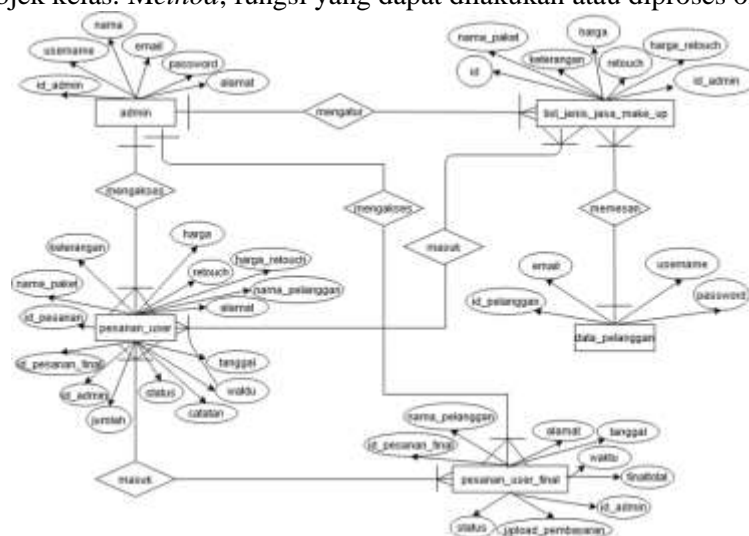 ojek kelas. Method, fungsi yang dapat dilakukan atau diproses o
nama
username
email
password
id_admin
alamat
admin
mengatur
harga
nama_paket
keterangan
harga_retouch
retouch
id
id_admin
list_jenis_jasa_make_up
mengakses
mengakses
memesan
masuk
keterangan
harga
retouch
harga_retouch
nama_paket
nama_pelanggan
id_pesanan
alamat
pesanan_user
id_pesanan_final
tanggal
id_admin
status
waktu
jumlah
catatan
email
username
id_pelanggan
password
data_pelanggan
masuk
nama_pelanggan
alamat
tanggal
id_pesanan_final
waktu
pesanan_user_final
finaltotal
id_admin
status
upload_pembayaran